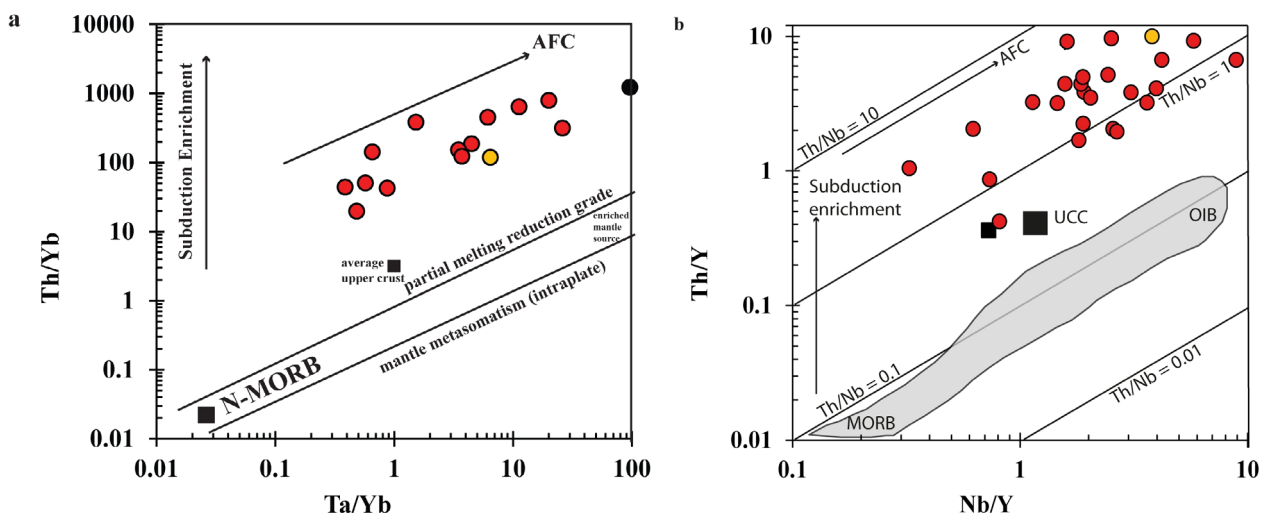 a
10000
1000
100
10
1
0.1
0.01
Th/Yb
Subduction Enrichment
AFC
average
upper crust
partial melting reduction grade
enriched
mantle
source
mantle metasomatism (intraplate)
N-MORB
0.01
0.1
1
10
100
Ta/Yb
b
10
1
0.1
0.01
Th/Y
AFC
Th/Nb = 10
Th/Nb = 1
Subduction
enrichment
UCC
OIB
Th/Nb = 0.1
MORB
Th/Nb = 0.01
0.1
1
10
Nb/Y